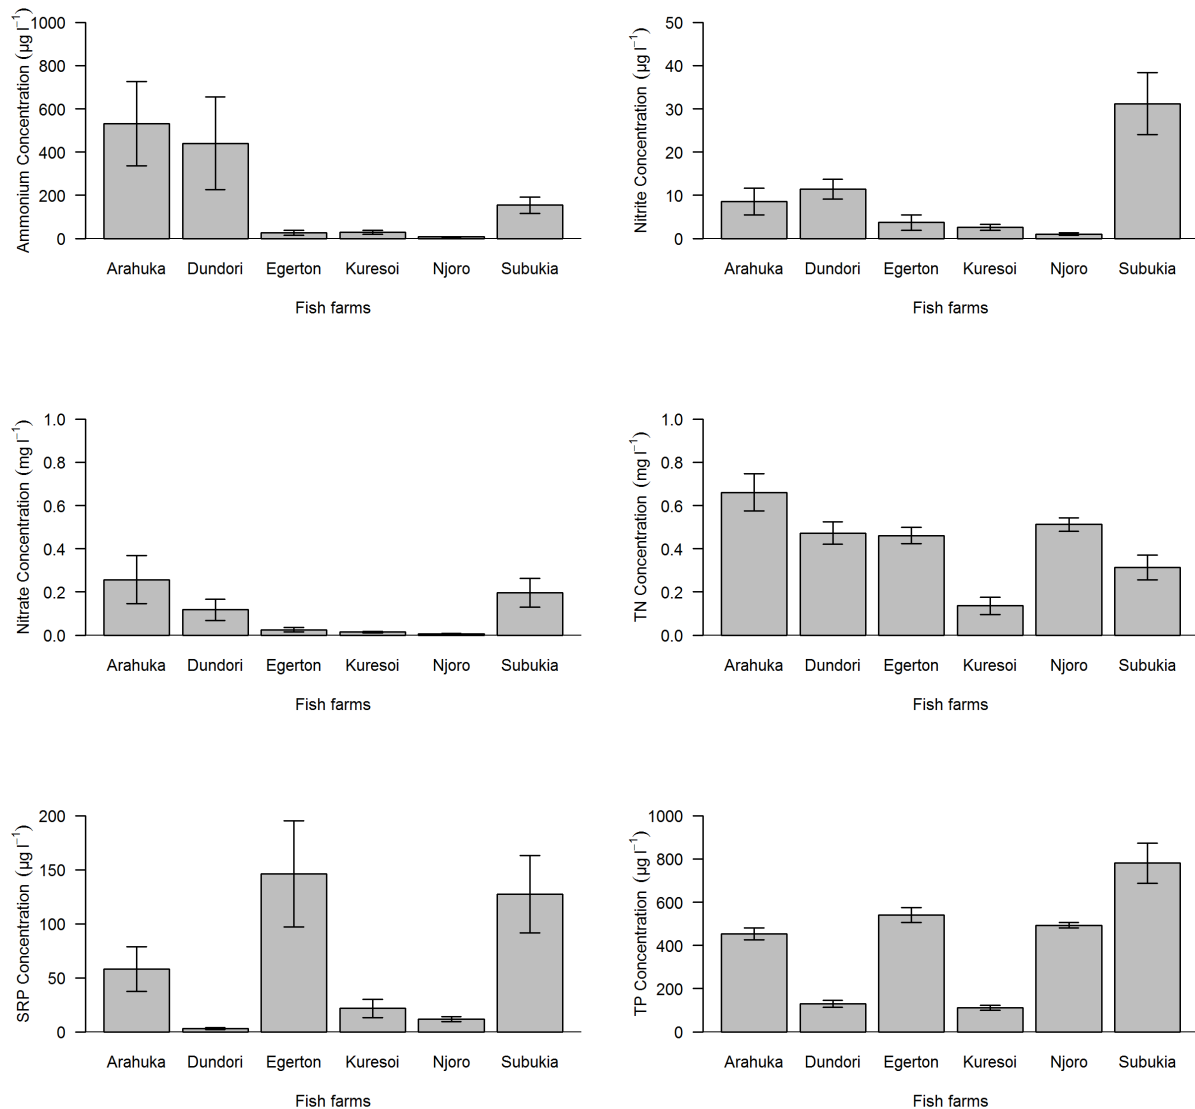 Ammonium Concentration (µg l⁻¹)
1000
800
600
400
200
0
Arahuka Dundori Egerton Kuresoi Njoro Subukia
Fish farms
Nitrite Concentration (µg l⁻¹)
50
40
30
20
10
0
Arahuka Dundori Egerton Kuresoi Njoro Subukia
Fish farms
Nitrate Concentration (mg l⁻¹)
1.0
0.8
0.6
0.4
0.2
0.0
Arahuka Dundori Egerton Kuresoi Njoro Subukia
Fish farms
TN Concentration (mg l⁻¹)
1.0
0.8
0.6
0.4
0.2
0.0
Arahuka Dundori Egerton Kuresoi Njoro Subukia
Fish farms
SRP Concentration (µg l⁻¹)
200
150
100
50
0
Arahuka Dundori Egerton Kuresoi Njoro Subukia
Fish farms
TP Concentration (µg l⁻¹)
1000
800
600
400
200
0
Arahuka Dundori Egerton Kuresoi Njoro Subukia
Fish farms